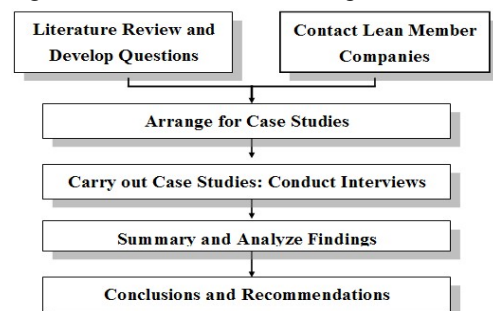 Literature Review and
Develop Questions
Contact Lean Member
Companies
Arrange for Case Studies
Carry out Case Studies: Conduct Interviews
Summary and Analyze Findings
Conclusions and Recommendations